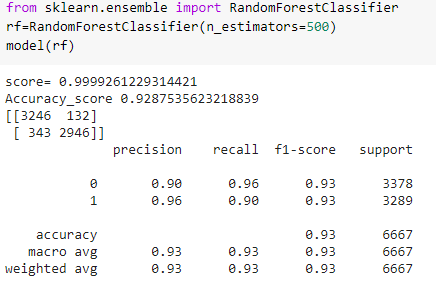 from sklearn.ensemble import RandomForestClassifier
rf=RandomForestClassifier(n_estimators=500)
model(rf)
score= 0.9999261229314421
Accuracy_score 0.9287535623218839
[[3246  132]
 [ 343 2946]]
precision recall f1-score support
0 0.90 0.96 0.93 3378
1 0.96 0.90 0.93 3289
accuracy 0.93 6667
macro avg 0.93 0.93 0.93 6667
weighted avg 0.93 0.93 0.93 6667